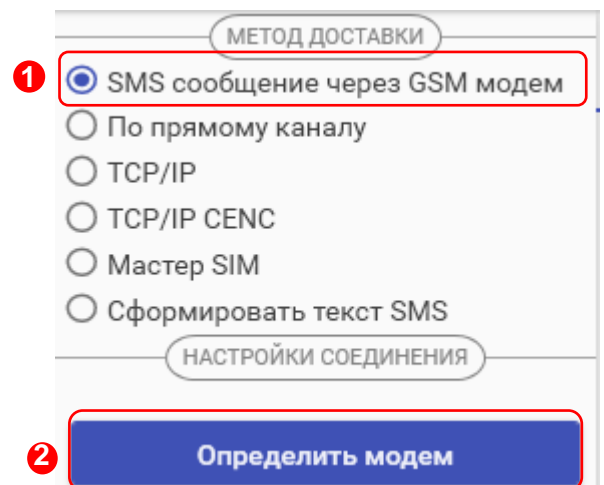 МЕТОД ДОСТАВКИ
1 SMS сообщение через GSM модем
По прямому каналу
TCP/IP
TCP/IP CENC
Мастер SIM
Сформировать текст SMS
НАСТРОЙКИ СОЕДИНЕНИЯ
2 Определить модем